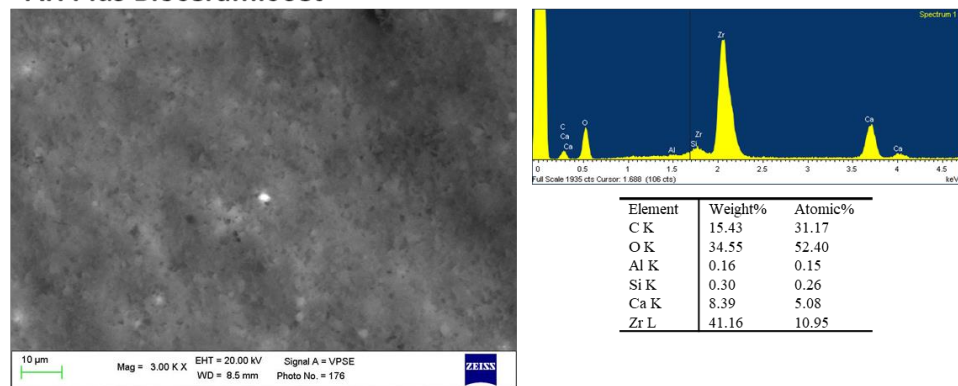 Spectrum 1
Zr
C
Ca
Ca
O
Al
Si
Zr
Ca
Ca
0 0.5 1 1.5 2 2.5 3 3.5 4 4.5
Full Scale 1935 cts Cursor: 1.688 (106 cts) keV
Element Weight% Atomic%
C K 15.43 31.17
O K 34.55 52.40
Al K 0.16 0.15
Si K 0.30 0.26
Ca K 8.39 5.08
Zr L 41.16 10.95
10 µm
Mag = 3.00 K X
EHT = 20.00 kV
WD = 8.5 mm
Signal A = VPSE
Photo No. = 176
ZEISS